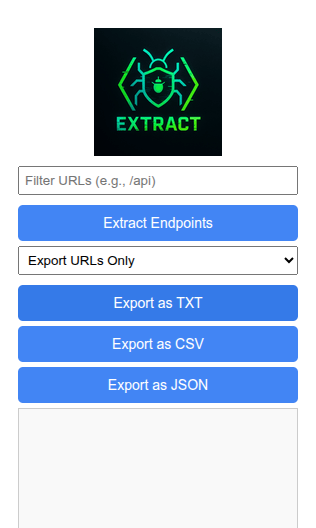 EXTRACT
Filter URLs (e.g., /api)
Extract Endpoints
Export URLs Only
Export as TXT
Export as CSV
Export as JSON